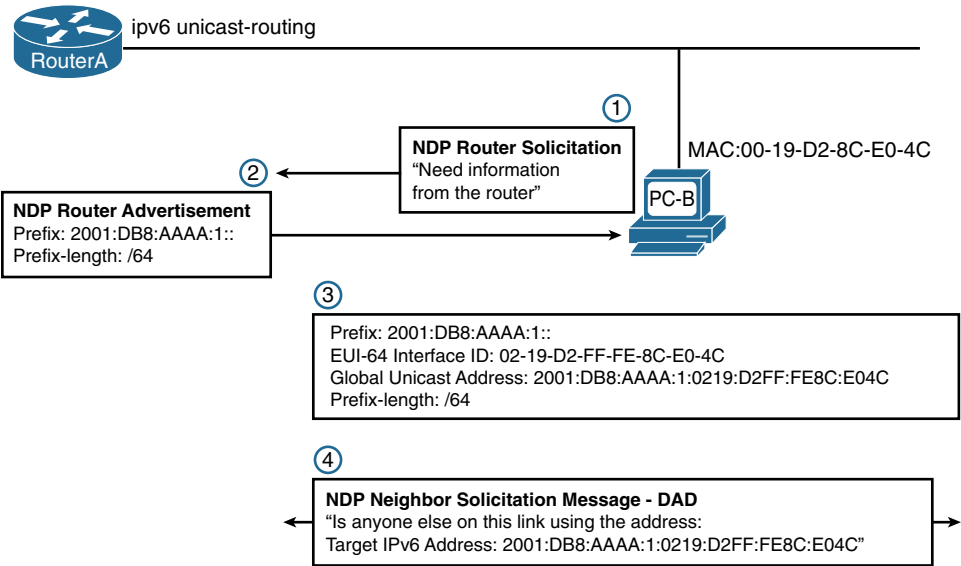 ipv6 unicast-routing
RouterA
1
NDP Router Solicitation
“Need information
from the router”
MAC:00-19-D2-8C-E0-4C
PC-B
2
NDP Router Advertisement
Prefix: 2001:DB8:AAAA:1::
Prefix-length: /64
3
Prefix: 2001:DB8:AAAA:1::
EUI-64 Interface ID: 02-19-D2-FF-FE-8C-E0-4C
Global Unicast Address: 2001:DB8:AAAA:1:0219:D2FF:FE8C:E04C
Prefix-length: /64
4
NDP Neighbor Solicitation Message - DAD
“Is anyone else on this link using the address:
Target IPv6 Address: 2001:DB8:AAAA:1:0219:D2FF:FE8C:E04C”